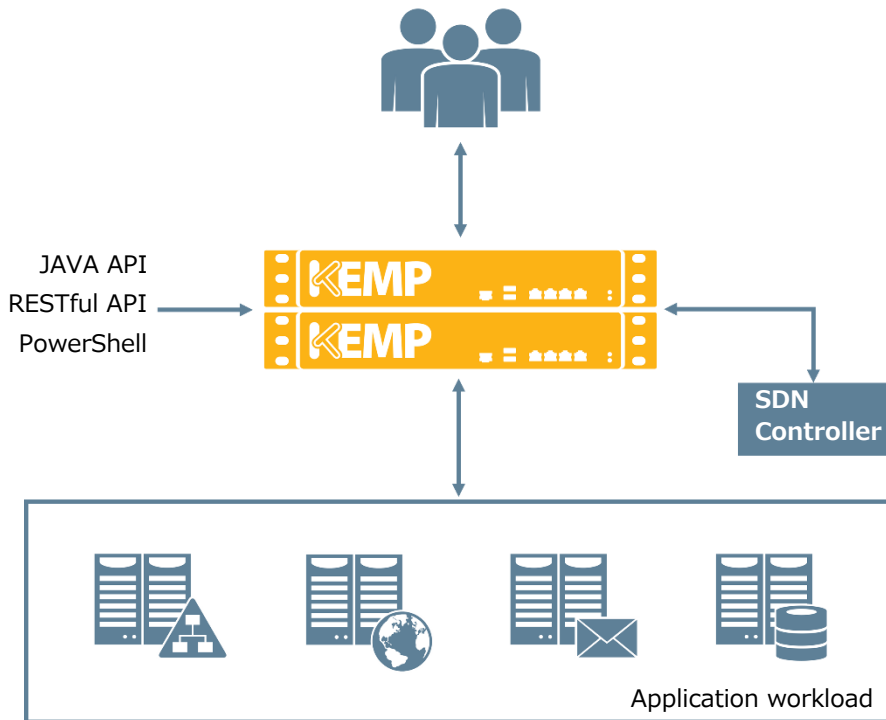 JAVA API
RESTful API
PowerShell
KEMP
KEMP
SDN
Controller
Application workload